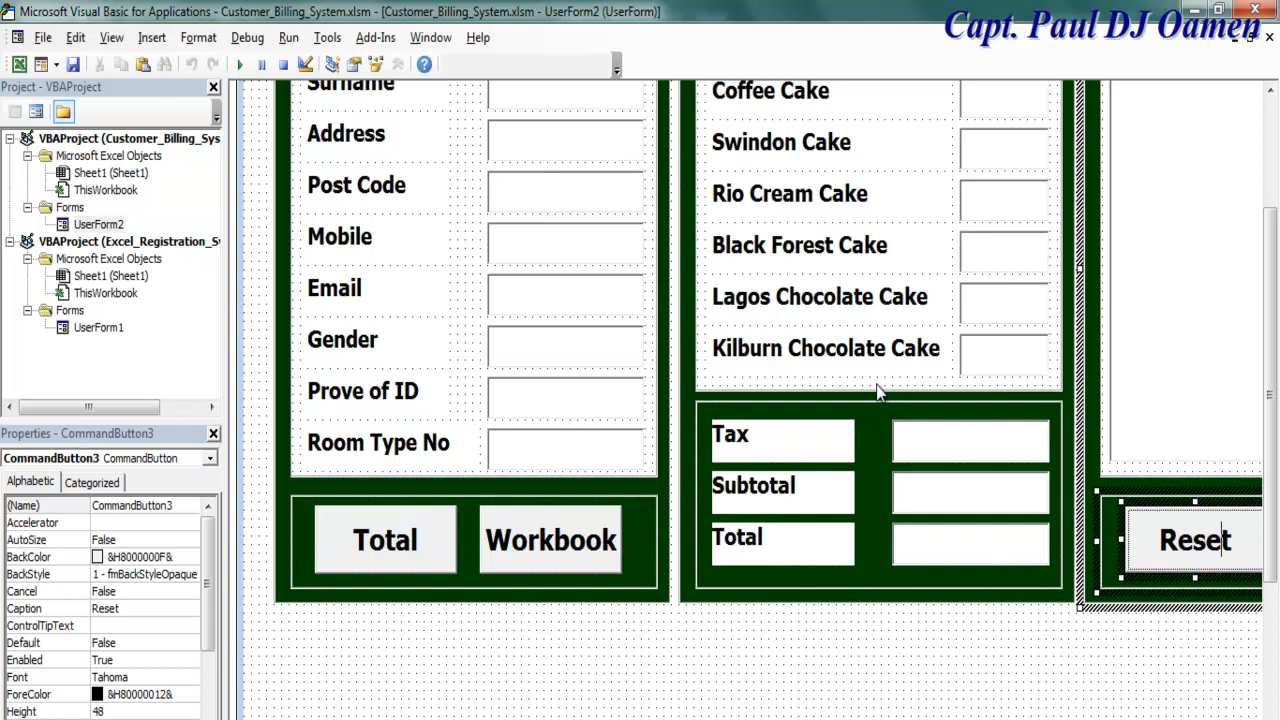 Microsoft Visual Basic for Applications - Customer_Billing_System.xlsm - [Customer_Billing_System.xlsm - UserForm2 (UserForm)]
Capt. Paul DJ Oamen
File Edit View Insert Format Debug Run Tools Add-Ins Window Help
Project - VBAProject
VBAProject (Customer_Billing_Sys
Microsoft Excel Objects
Sheet1 (Sheet1)
ThisWorkbook
Forms
UserForm2
VBAProject (Excel_Registration_S
Microsoft Excel Objects
Sheet1 (Sheet1)
ThisWorkbook
Forms
UserForm1
Properties - CommandButton3
CommandButton3 CommandButton
Alphabetic Categorized
(Name) CommandButton3
Accelerator
AutoSize False
BackColor &H8000000F&
BackStyle 1 - fmBackStyleOpaque
Cancel False
Caption Reset
ControlTipText
Default False
Enabled True
Font Tahoma
ForeColor &H80000012&
Height 48
Surname
Address
Post Code
Mobile
Email
Gender
Prove of ID
Room Type No
Total Workbook
Coffee Cake
Swindon Cake
Rio Cream Cake
Black Forest Cake
Lagos Chocolate Cake
Kilburn Chocolate Cake
Tax
Subtotal
Total
Reset